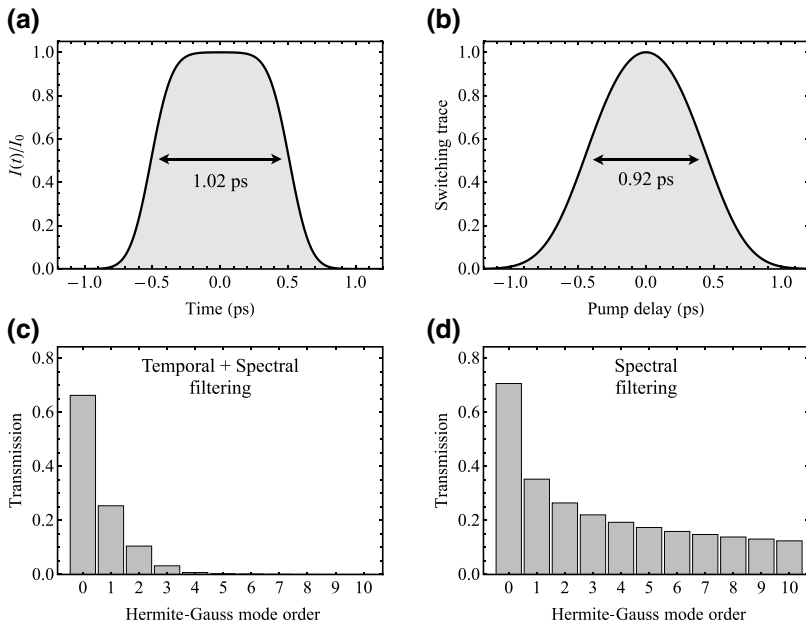 (a)
1.0
0.8
0.6
0.4
0.2
0.0
I(t)/I0
1.02 ps
−1.0 −0.5 0.0 0.5 1.0
Time (ps)
(b)
1.0
0.8
0.6
0.4
0.2
0.0
Switching trace
0.92 ps
−1.0 −0.5 0.0 0.5 1.0
Pump delay (ps)
(c)
0.8
0.6
0.4
0.2
0.0
Transmission
Temporal + Spectral
filtering
0 1 2 3 4 5 6 7 8 9 10
Hermite-Gauss mode order
(d)
0.8
0.6
0.4
0.2
0.0
Transmission
Spectral
filtering
0 1 2 3 4 5 6 7 8 9 10
Hermite-Gauss mode order